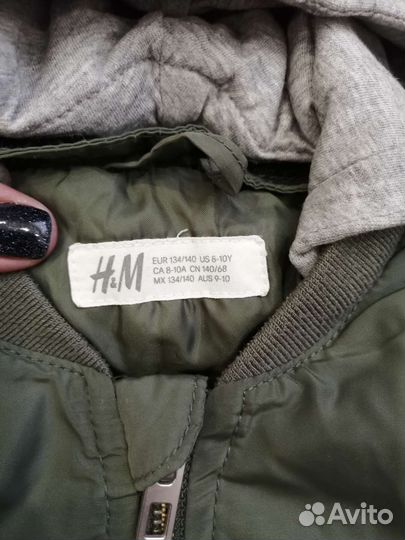 H&M
EUR 134/140 US 8-10Y
CA 8-10A CN 140/68
MX 134/140 AUS 9-10
Avito